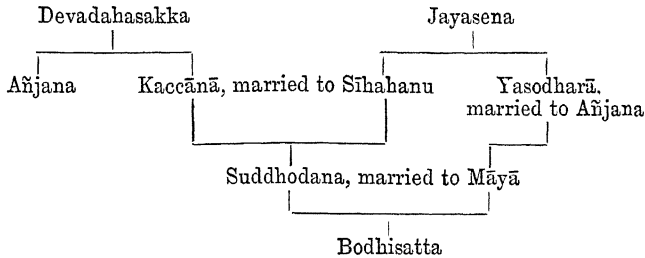 Devadahasakka Jayasena
Añjana Kaccānā, married to Sīhahanu Yasodharā.
married to Añjana
Suddhodana, married to Māyā
Bodhisatta